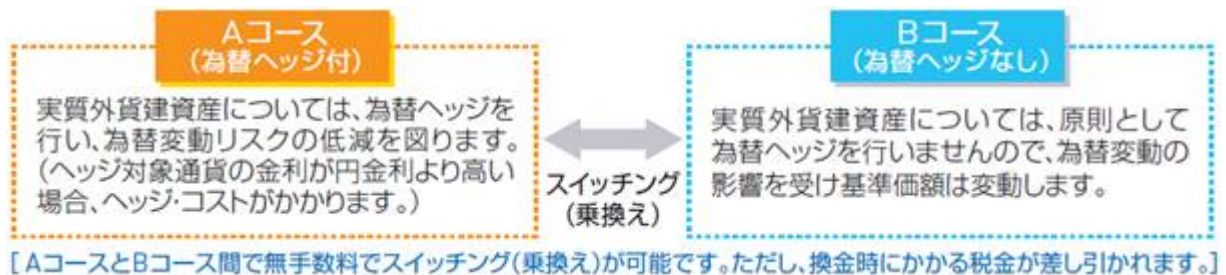 Aコース
(為替ヘッジ付)
実質外貨建資産については、為替ヘッジを
行い、為替変動リスクの低減を図ります。
(ヘッジ対象通貨の金利が円金利より高い
場合、ヘッジ・コストがかかります。)
スイッチング
(乗換え)
Bコース
(為替ヘッジなし)
実質外貨建資産については、原則として
為替ヘッジを行いませんので、為替変動の
影響を受け基準価額は変動します。
[AコースとBコース間で無手数料でスイッチング(乗換え)が可能です。ただし、換金時にかかる税金が差し引かれます。]